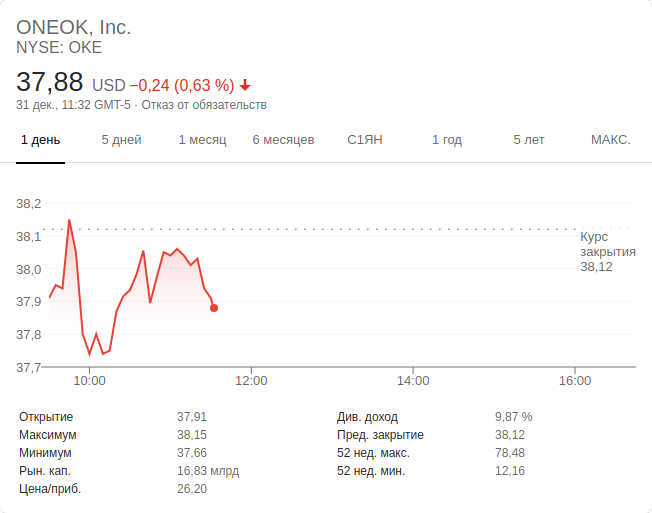 ONEOK, Inc.
NYSE: OKE
37,88 USD −0,24 (0,63 %)
31 дек., 11:32 GMT-5 · Отказ от обязательств
1 день 5 дней 1 месяц 6 месяцев С1ЯН 1 год 5 лет МАКС.
38,2
38,1
38,0
37,9
37,8
37,7
Курс
закрытия
38,12
10:00 12:00 14:00 16:00
Открытие 37,91 Див. доход 9,87 %
Максимум 38,15 Пред. закрытие 38,12
Минимум 37,66 52 нед. макс. 78,48
Рын. кап. 16,83 млрд 52 нед. мин. 12,16
Цена/приб. 26,20